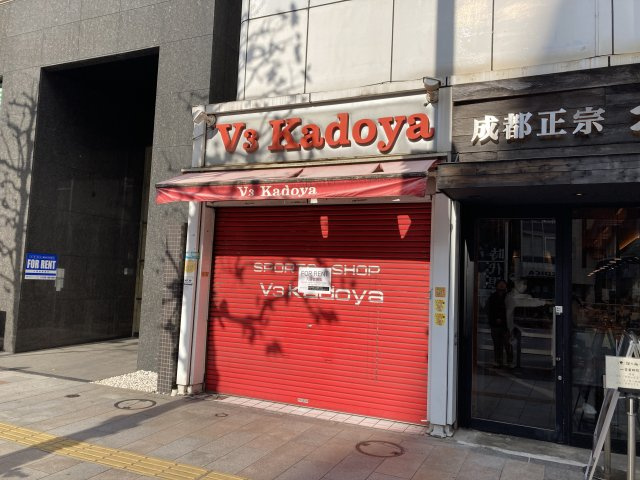 V3 Kadoya
V3 Kadoya
SPORTS SHOP
FOR RENT
V3 Kadoya
FOR RENT
成都正宗